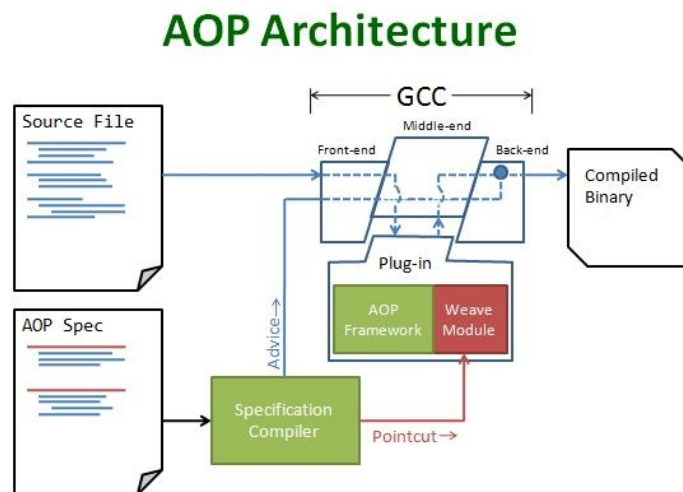 AOP Architecture
GCC
Source File
Front-end
Middle-end
Back-end
Compiled
Binary
Plug-in
AOP
Framework
Weave
Module
AOP Spec
Advice→
Specification
Compiler
Pointcut→